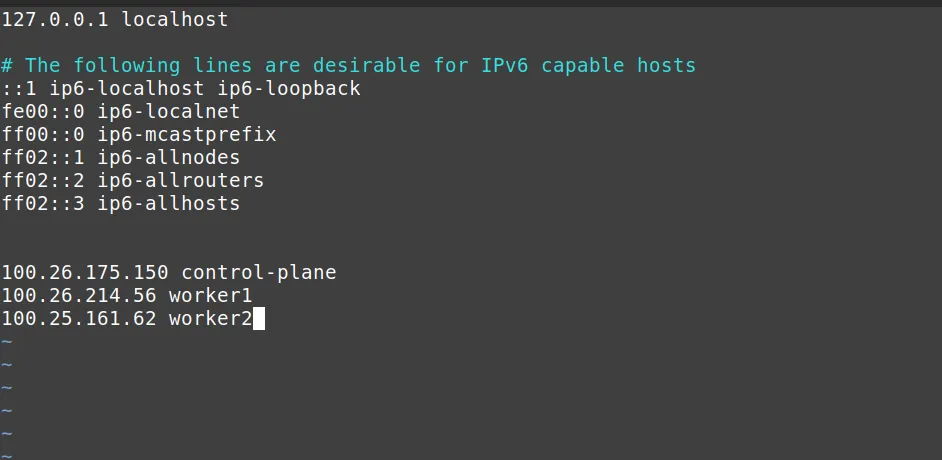 127.0.0.1 localhost
# The following lines are desirable for IPv6 capable hosts
::1 ip6-localhost ip6-loopback
fe00::0 ip6-localnet
ff00::0 ip6-mcastprefix
ff02::1 ip6-allnodes
ff02::2 ip6-allrouters
ff02::3 ip6-allhosts
100.26.175.150 control-plane
100.26.214.56 worker1
100.25.161.62 worker2
~
~
~
~
~
~